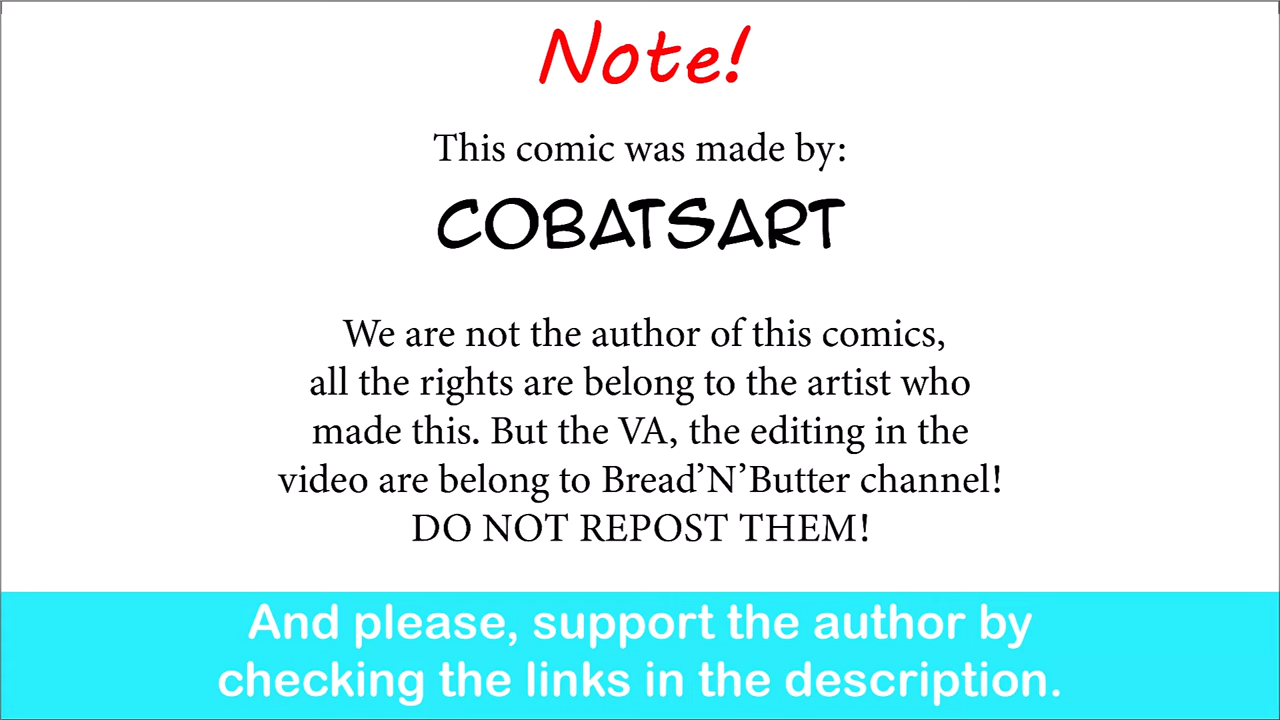 Note!
This comic was made by:
COBATSART
We are not the author of this comics,
all the rights are belong to the artist who
made this. But the VA, the editing in the
video are belong to Bread’N’Butter channel!
DO NOT REPOST THEM!
And please, support the author by
checking the links in the description.